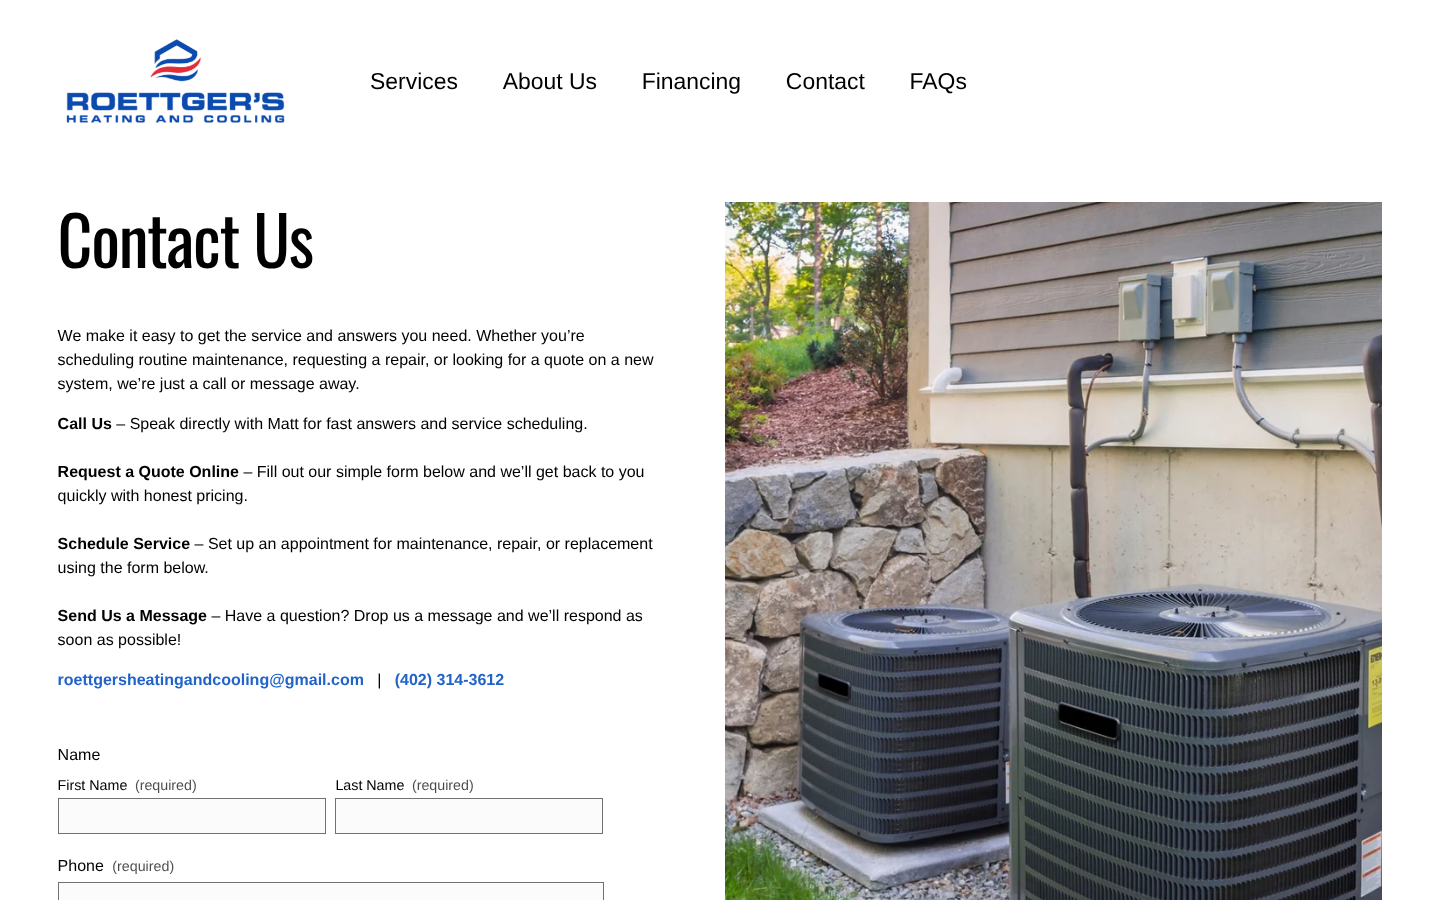 ROETTGER'S
HEATING AND COOLING
Services
About Us
Financing
Contact
FAQs
Contact Us
We make it easy to get the service and answers you need. Whether you’re
scheduling routine maintenance, requesting a repair, or looking for a quote on a new
system, we’re just a call or message away.
Call Us – Speak directly with Matt for fast answers and service scheduling.
Request a Quote Online – Fill out our simple form below and we’ll get back to you
quickly with honest pricing.
Schedule Service – Set up an appointment for maintenance, repair, or replacement
using the form below.
Send Us a Message – Have a question? Drop us a message and we’ll respond as
soon as possible!
roettgersheatingandcooling@gmail.com | (402) 314-3612
Name
First Name (required)
Last Name (required)
Phone (required)